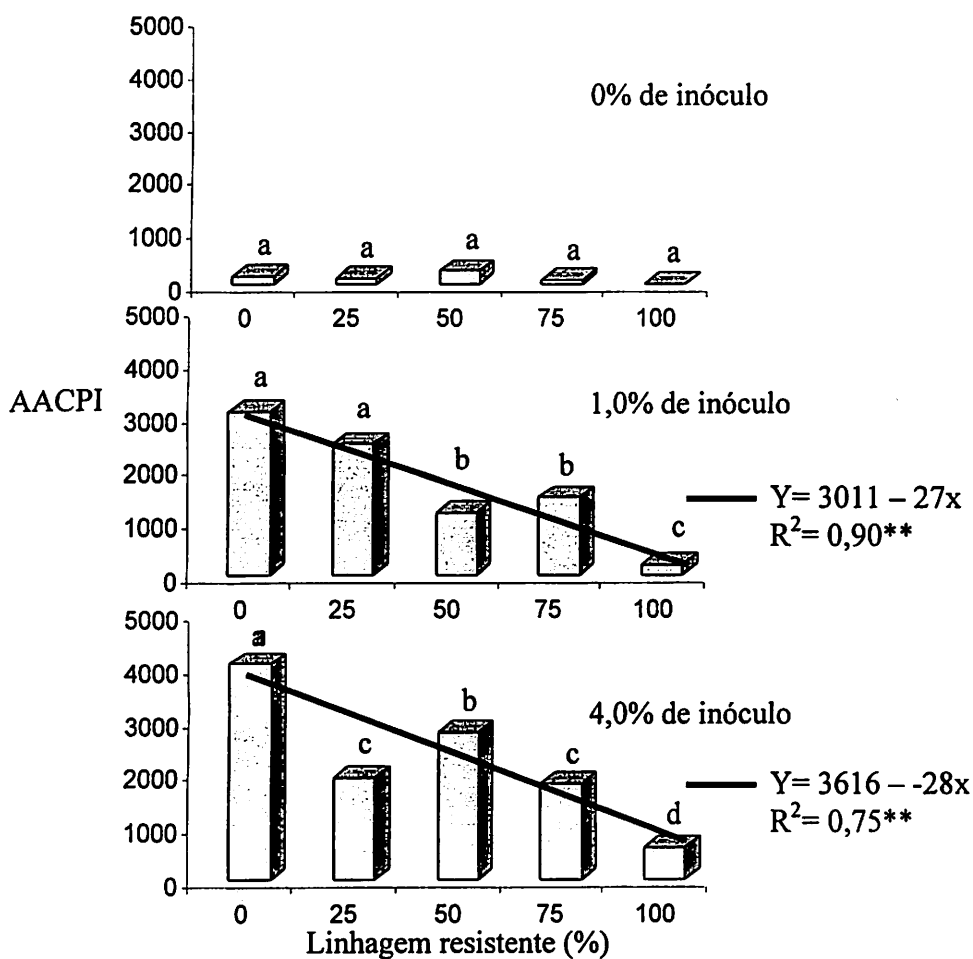 5000
4000
3000
2000
1000
0
0% de inóculo
a a a a a
0 25 50 75 100
AACPI
5000
4000
3000
2000
1000
0
1,0% de inóculo
a a b b c
Y= 3011 – 27x
R²= 0,90**
0 25 50 75 100
5000
4000
3000
2000
1000
0
4,0% de inóculo
a c b c d
Y= 3616 – -28x
R²= 0,75**
0 25 50 75 100
Linhagem resistente (%)